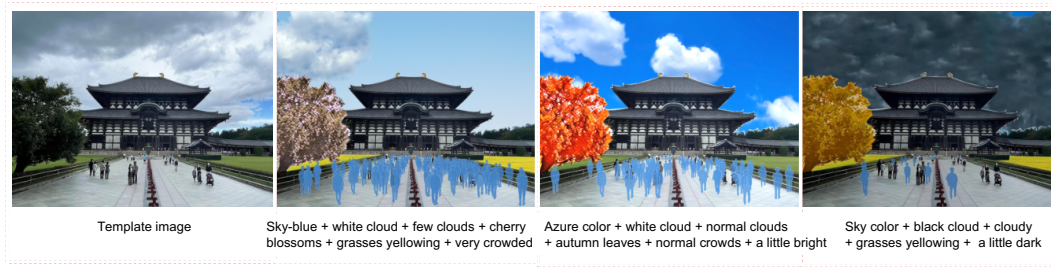 Template image
Sky-blue + white cloud + few clouds + cherry
blossoms + grasses yellowing + very crowded
Azure color + white cloud + normal clouds
+ autumn leaves + normal crowds + a little bright
Sky color + black cloud + cloudy
+ grasses yellowing + a little dark